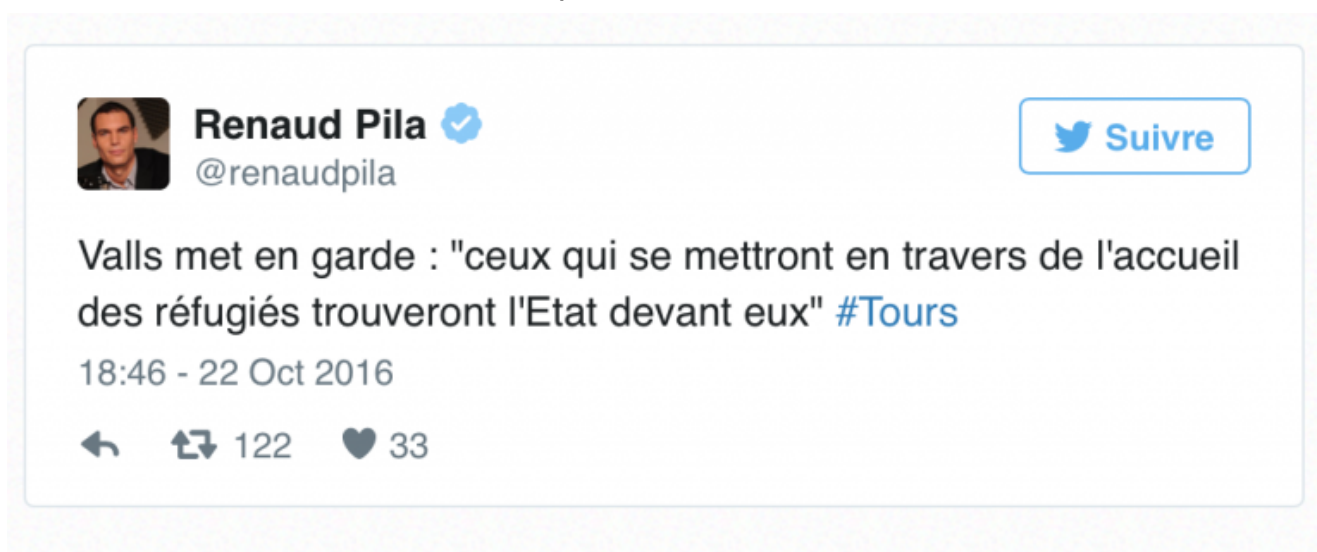 Renaud Pila
Suivre
@renaudpila
Valls met en garde : "ceux qui se mettront en travers de l'accueil
des réfugiés trouveront l'Etat devant eux" #Tours
18:46 - 22 Oct 2016
122 33